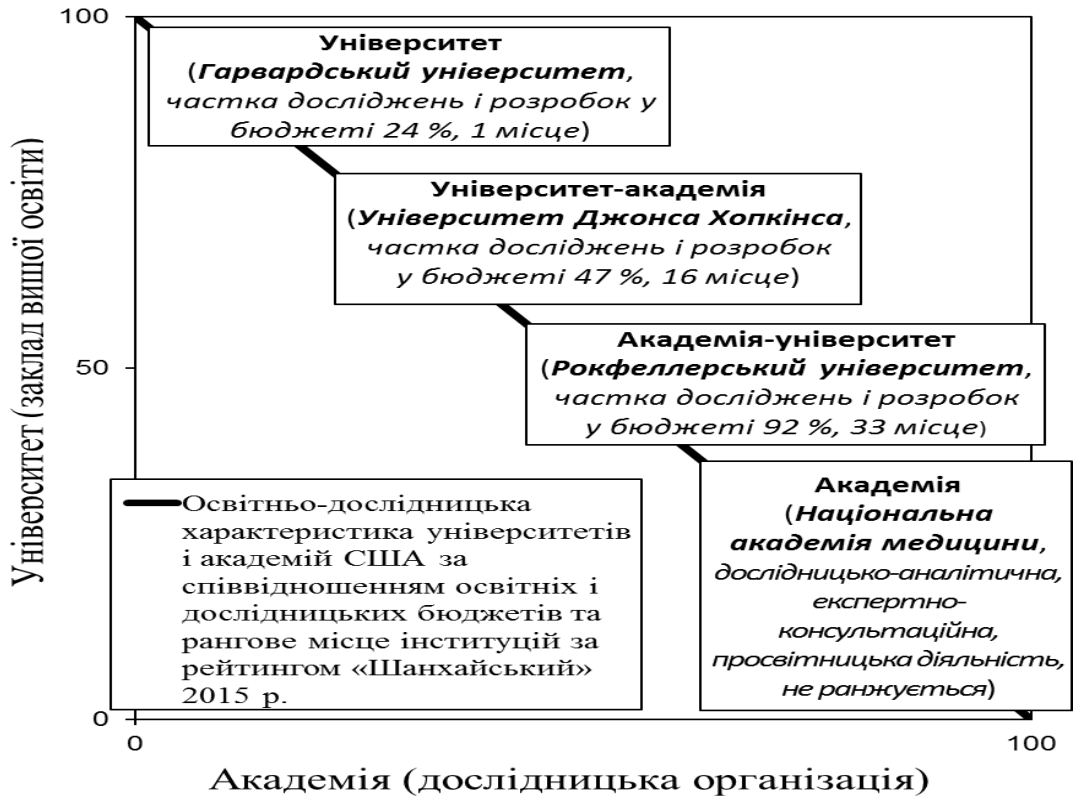 100
Університет
(Гарвардський університет,
частка досліджень і розробок у
бюджеті 24 %, 1 місце)
Університет-академія
(Університет Джонса Хопкінса,
частка досліджень і розробок
у бюджеті 47 %, 16 місце)
Академія-університет
(Рокфеллерський університет,
частка досліджень і розробок
у бюджеті 92 %, 33 місце)
50
Академія
(Національна
академія медицини,
дослідницько-аналітична,
експертно-
консультаційна,
просвітницька діяльність,
не ранжується)
Освітньо-дослідницька
характеристика університетів
і академій США за
співвідношенням освітніх і
дослідницьких бюджетів та
рангове місце інституцій за
рейтингом «Шанхайський»
2015 р.
Університет (заклад вищої освіти)
0
0
100
Академія (дослідницька організація)